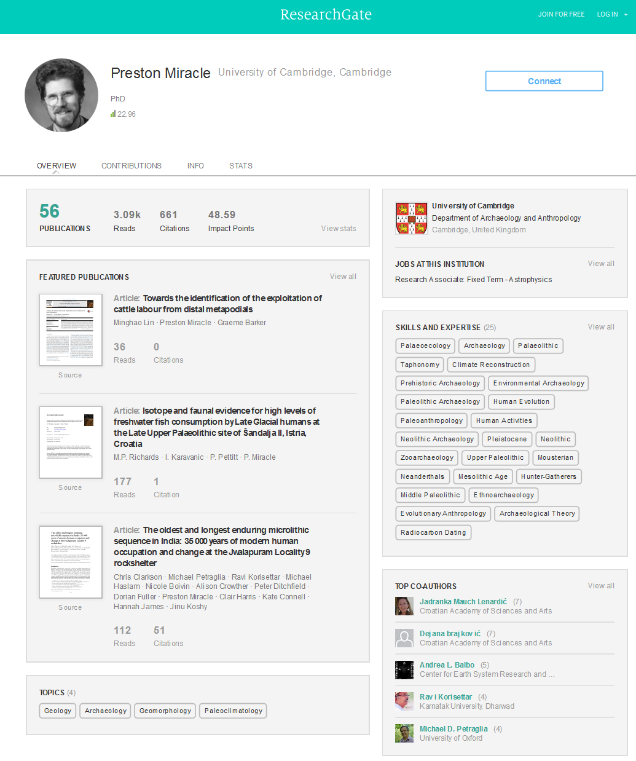 ResearchGate
JOIN FOR FREE LOG IN
Preston Miracle University of Cambridge, Cambridge
Connect
PhD
22.96
OVERVIEW CONTRIBUTIONS INFO STATS
56
PUBLICATIONS
3.09k
Reads
661
Citations
48.59
Impact Points
View stats
FEATURED PUBLICATIONS View all
Article: Towards the identification of the exploitation of
cattle labour from distal metapodials
Minghao Lin · Preston Miracle · Graeme Barker
36
Reads
0
Citations
Source
Article: Isotope and faunal evidence for high levels of
freshwater fish consumption by Late Glacial humans at
the Late Upper Palaeolithic site of Šandalja II, Istria,
Croatia
M.P. Richards · I. Karavanic · P. Pettitt · P. Miracle
177
Reads
1
Citation
Source
Article: The oldest and longest enduring microlithic
sequence in India: 35 000 years of modern human
occupation and change at the Jwalapuram Locality 9
rockshelter
Chris Clarkson · Michael Petraglia · Ravi Korisettar · Michael
Haslam · Nicole Boivin · Alison Crowther · Peter Ditchfield ·
Dorian Fuller · Preston Miracle · Clair Harris · Kate Connell ·
Hannah James · Jinu Koshy
112
Reads
51
Citations
Source
TOPICS (4)
Geology Archaeology Geomorphology Paleoclimatology
University of Cambridge
Department of Archaeology and Anthropology
Cambridge, United Kingdom
JOBS AT THIS INSTITUTION View all
Research Associate: Fixed Term - Astrophysics
SKILLS AND EXPERTISE (25) View all
Palaeoecology Archaeology Palaeolithic
Taphonomy Climate Reconstruction
Prehistoric Archaeology Environmental Archaeology
Paleolithic Archaeology Human Evolution
Paleoanthropology Human Activities
Neolithic Archaeology Pleistocene Neolithic
Zooarchaeology Upper Paleolithic Mousterian
Neanderthals Mesolithic Age Hunter-Gatherers
Middle Paleolithic Ethnoarchaeology
Evolutionary Anthropology Archaeological Theory
Radiocarbon Dating
TOP CO-AUTHORS View all
Jadranka Mauch Lenardić (7)
Croatian Academy of Sciences and Arts
Dejana brajković (7)
Croatian Academy of Sciences and Arts
Andrea L. Balbo (5)
Center for Earth System Research and ...
Ravi Korisettar (4)
Karnatak University, Dharwad
Michael D. Petraglia (4)
University of Oxford